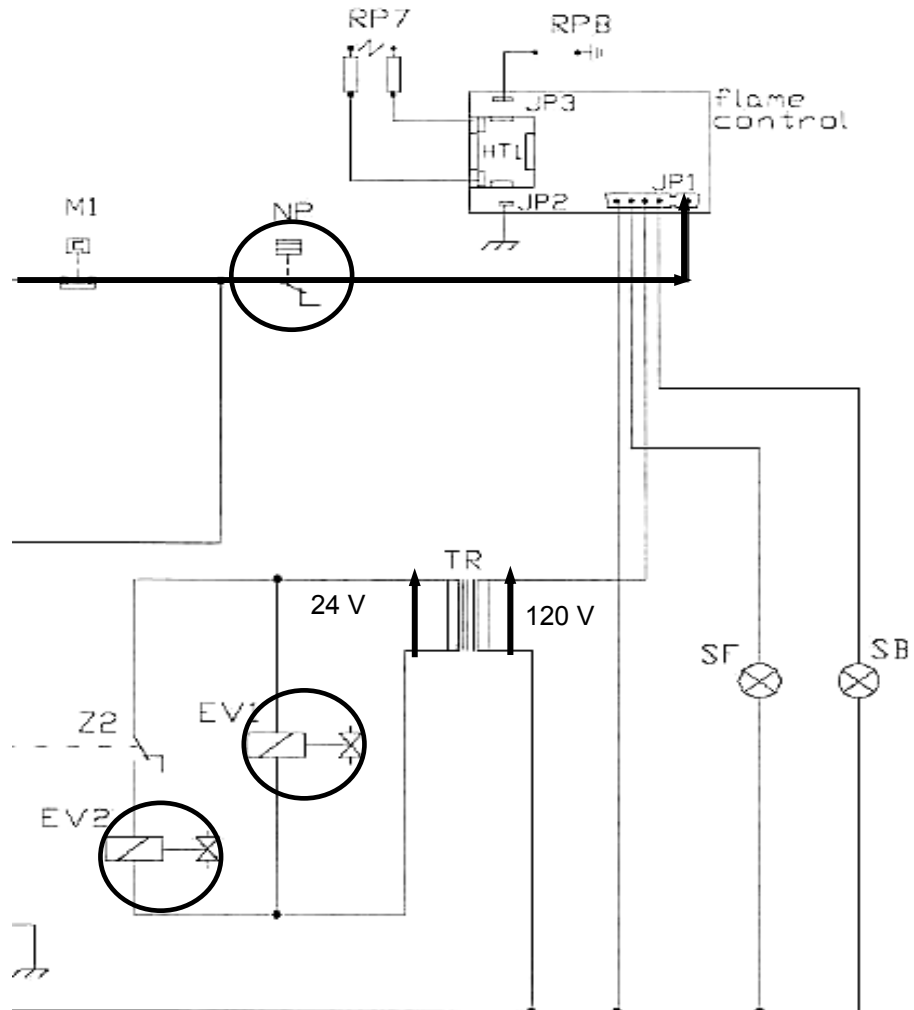 RP7
RP8
JP3
flame
control
HT1
JP1
JP2
M1
NP
TR
24 V
120 V
SF
SB
EV1
Z2
EV2